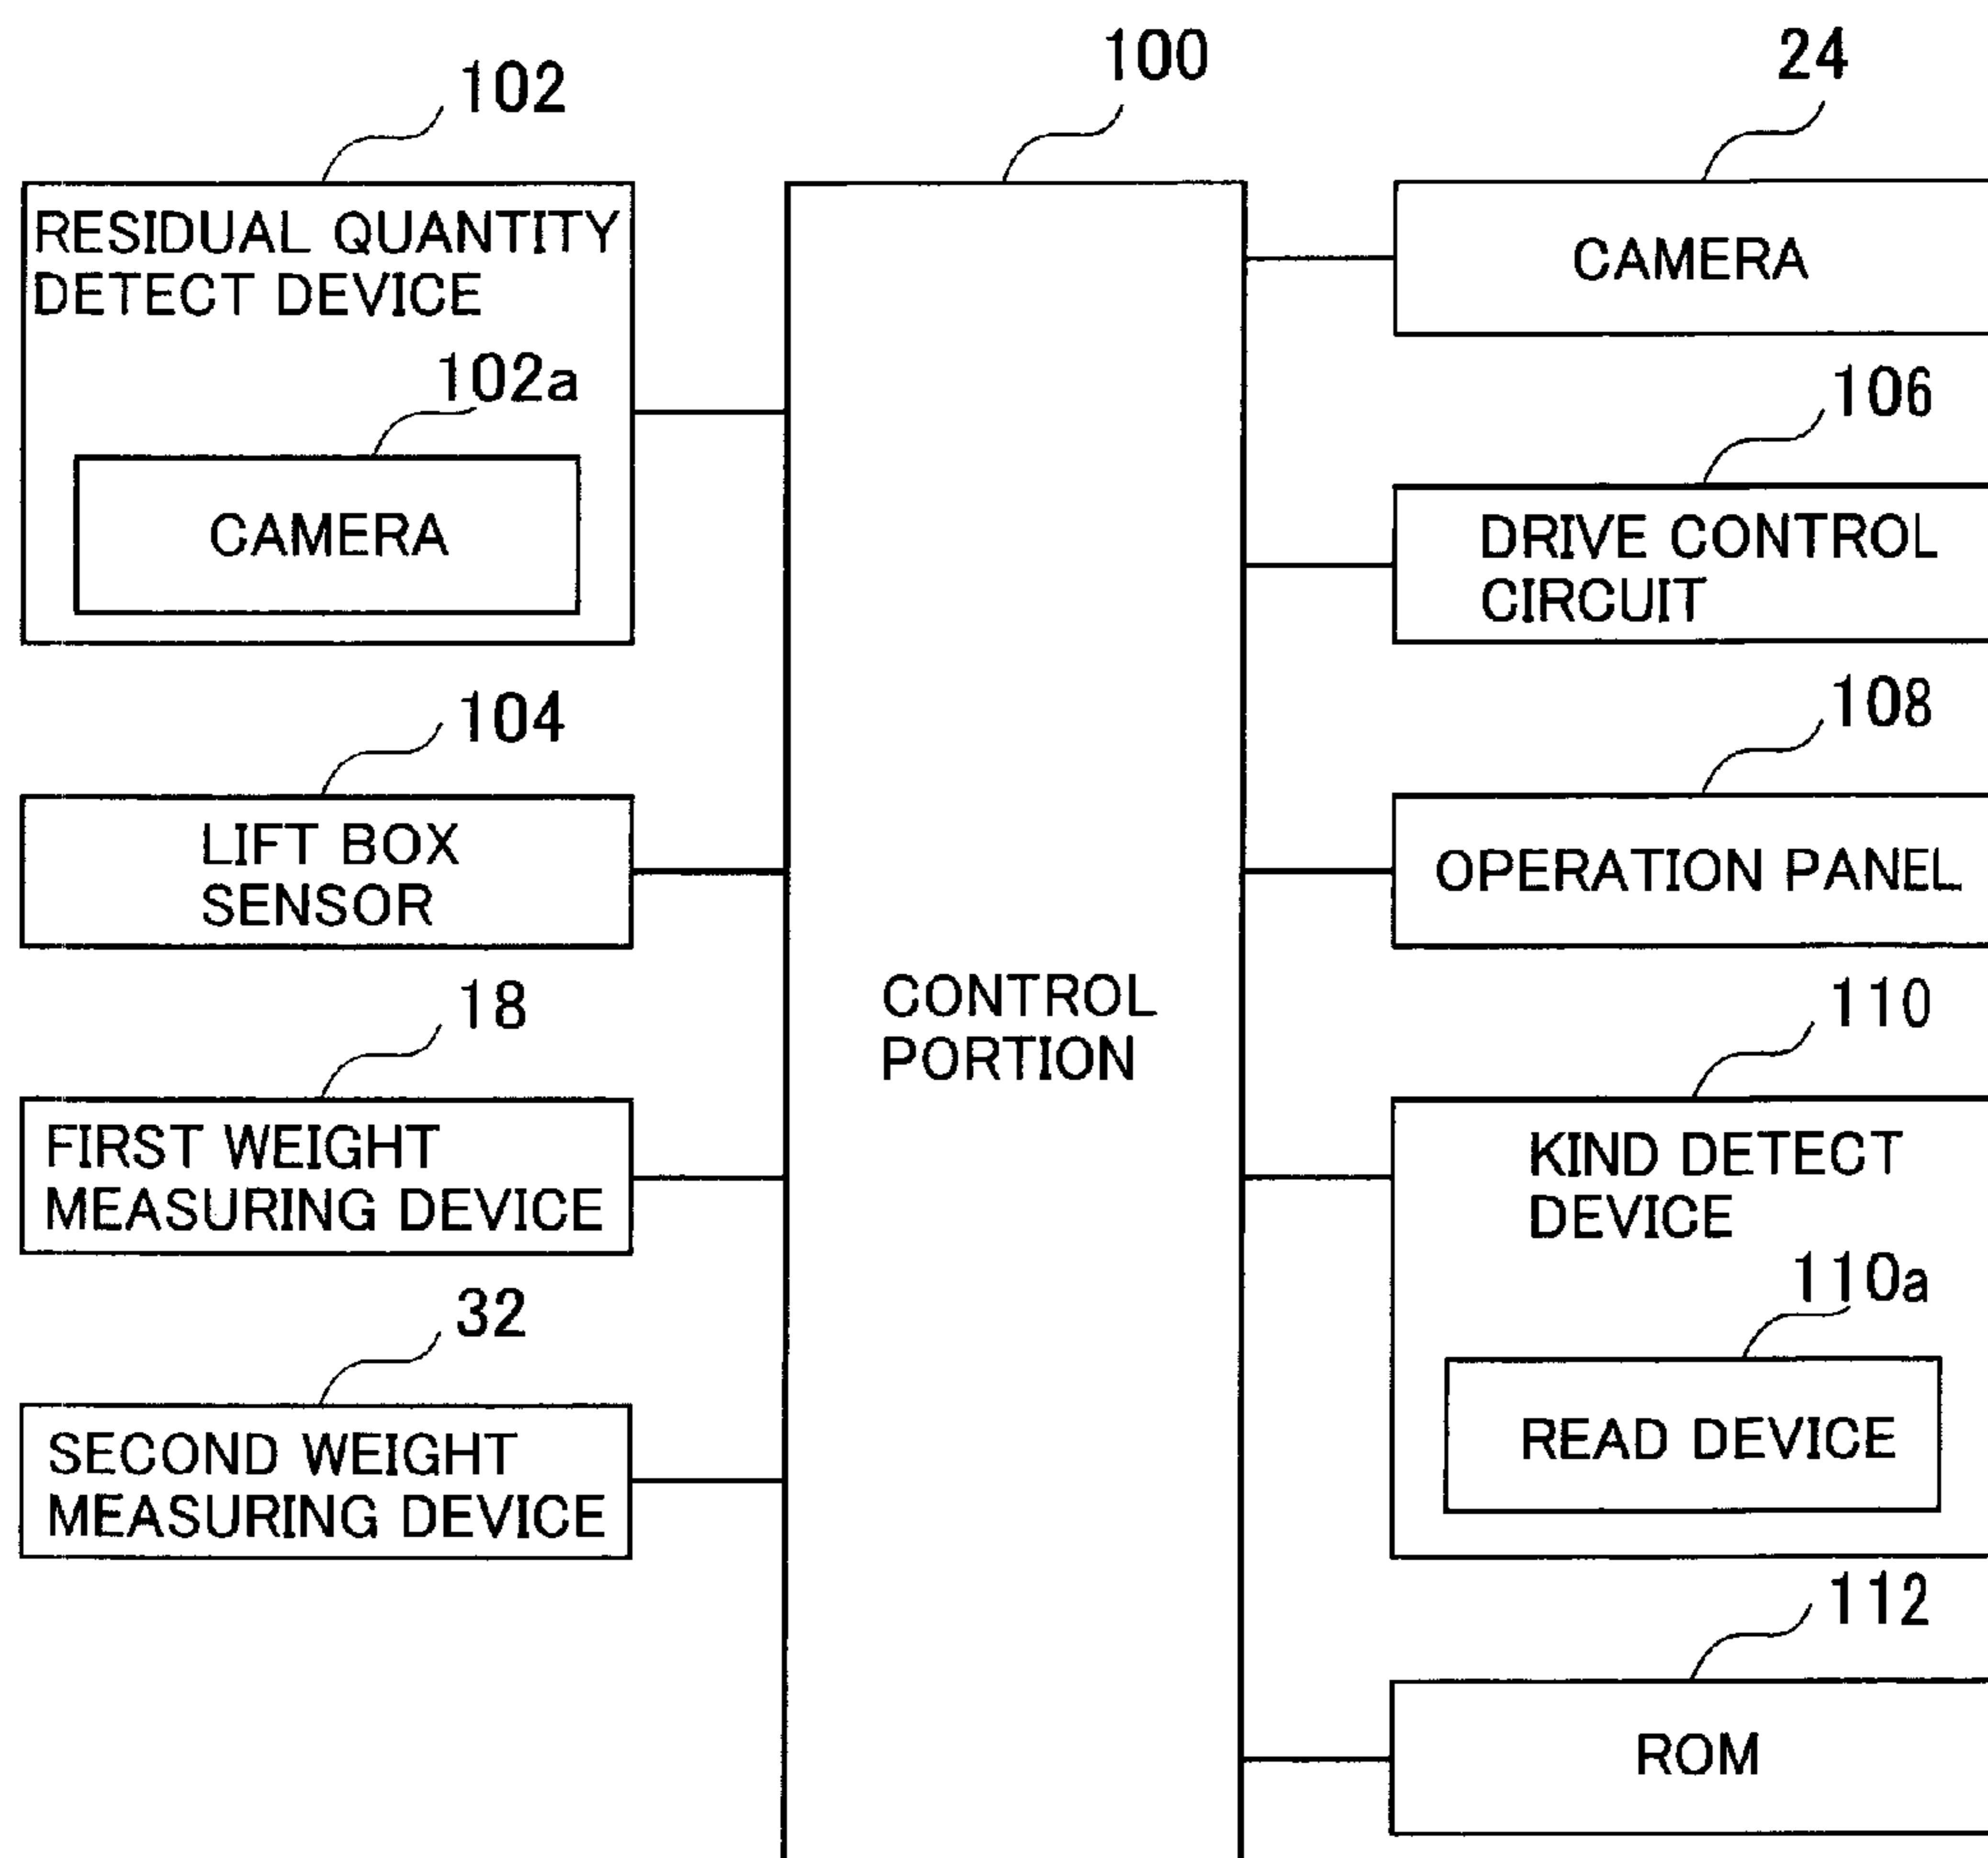 102
RESIDUAL QUANTITY
DETECT DEVICE
102a
CAMERA
104
LIFT BOX
SENSOR
18
FIRST WEIGHT
MEASURING DEVICE
32
SECOND WEIGHT
MEASURING DEVICE
100
CONTROL
PORTION
24
CAMERA
106
DRIVE CONTROL
CIRCUIT
108
OPERATION PANEL
110
KIND DETECT
DEVICE
110a
READ DEVICE
112
ROM